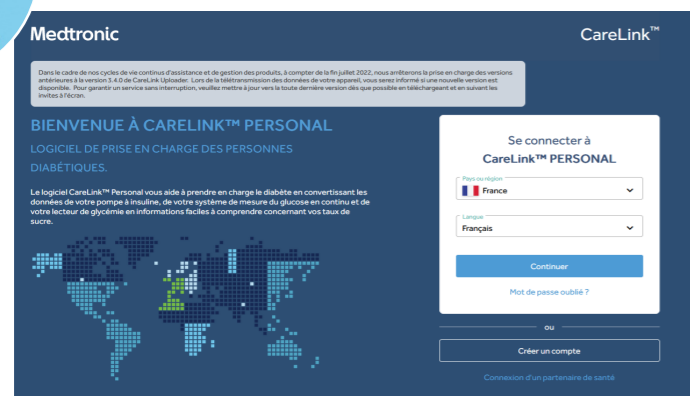 Medtronic
CareLink™
Dans le cadre de nos cycles de vie continus d'assistance et de gestion des produits, à compter de la fin juillet 2022, nous arrêterons la prise en charge des versions
antérieures à la version 3.4.0 de CareLink Uploader. Lors de la télétransmission des données de votre appareil, vous serez informé si une nouvelle version est
disponible. Pour garantir un service sans interruption, veuillez mettre à jour vers la toute dernière version dès que possible en téléchargeant et en suivant les
invites à l'écran.
BIENVENUE À CARELINK™ PERSONAL
LOGICIEL DE PRISE EN CHARGE DES PERSONNES
DIABÉTIQUES.
Le logiciel CareLink™ Personal vous aide à prendre en charge le diabète en convertissant les
données de votre pompe à insuline, de votre système de mesure du glucose en continu et de
votre lecteur de glycémie en informations faciles à comprendre concernant vos taux de
sucre.
Se connecter à
CareLink™ PERSONAL
Pays ou région
France
Langue
Français
Continuer
Mot de passe oublié ?
ou
Créer un compte
Connexion d'un partenaire de santé